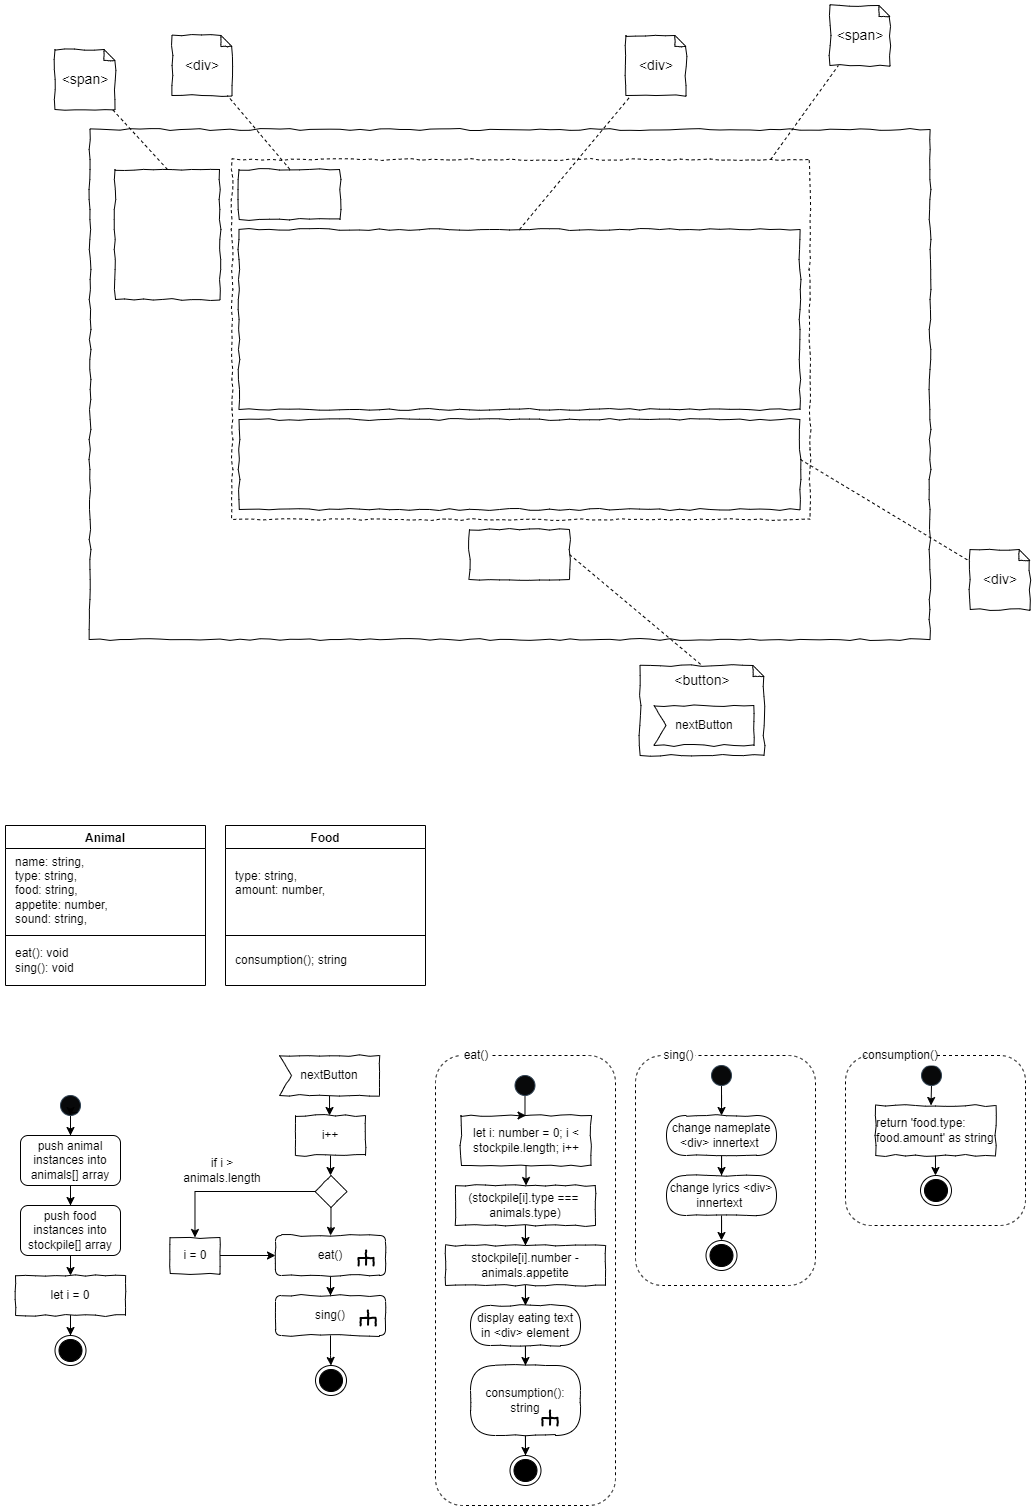 <span>
<div>
<div>
<span>
<div>
<button>
nextButton
Animal
name: string,
type: string,
food: string,
appetite: number,
sound: string,
eat(): void
sing(): void
Food
type: string,
amount: number,
consumption(); string
push animal
instances into
animals[] array
push food
instances into
stockpile[] array
let i = 0
nextButton
i++
if i >
animals.length
i = 0
eat()
sing()
eat()
let i: number = 0; i <
stockpile.length; i++
(stockpile[i].type ===
animals.type)
stockpile[i].number -
animals.appetite
display eating text
in <div> element
consumption():
string
sing()
change nameplate
<div> innertext
change lyrics <div>
innertext
consumption()
return 'food.type:
food.amount' as string